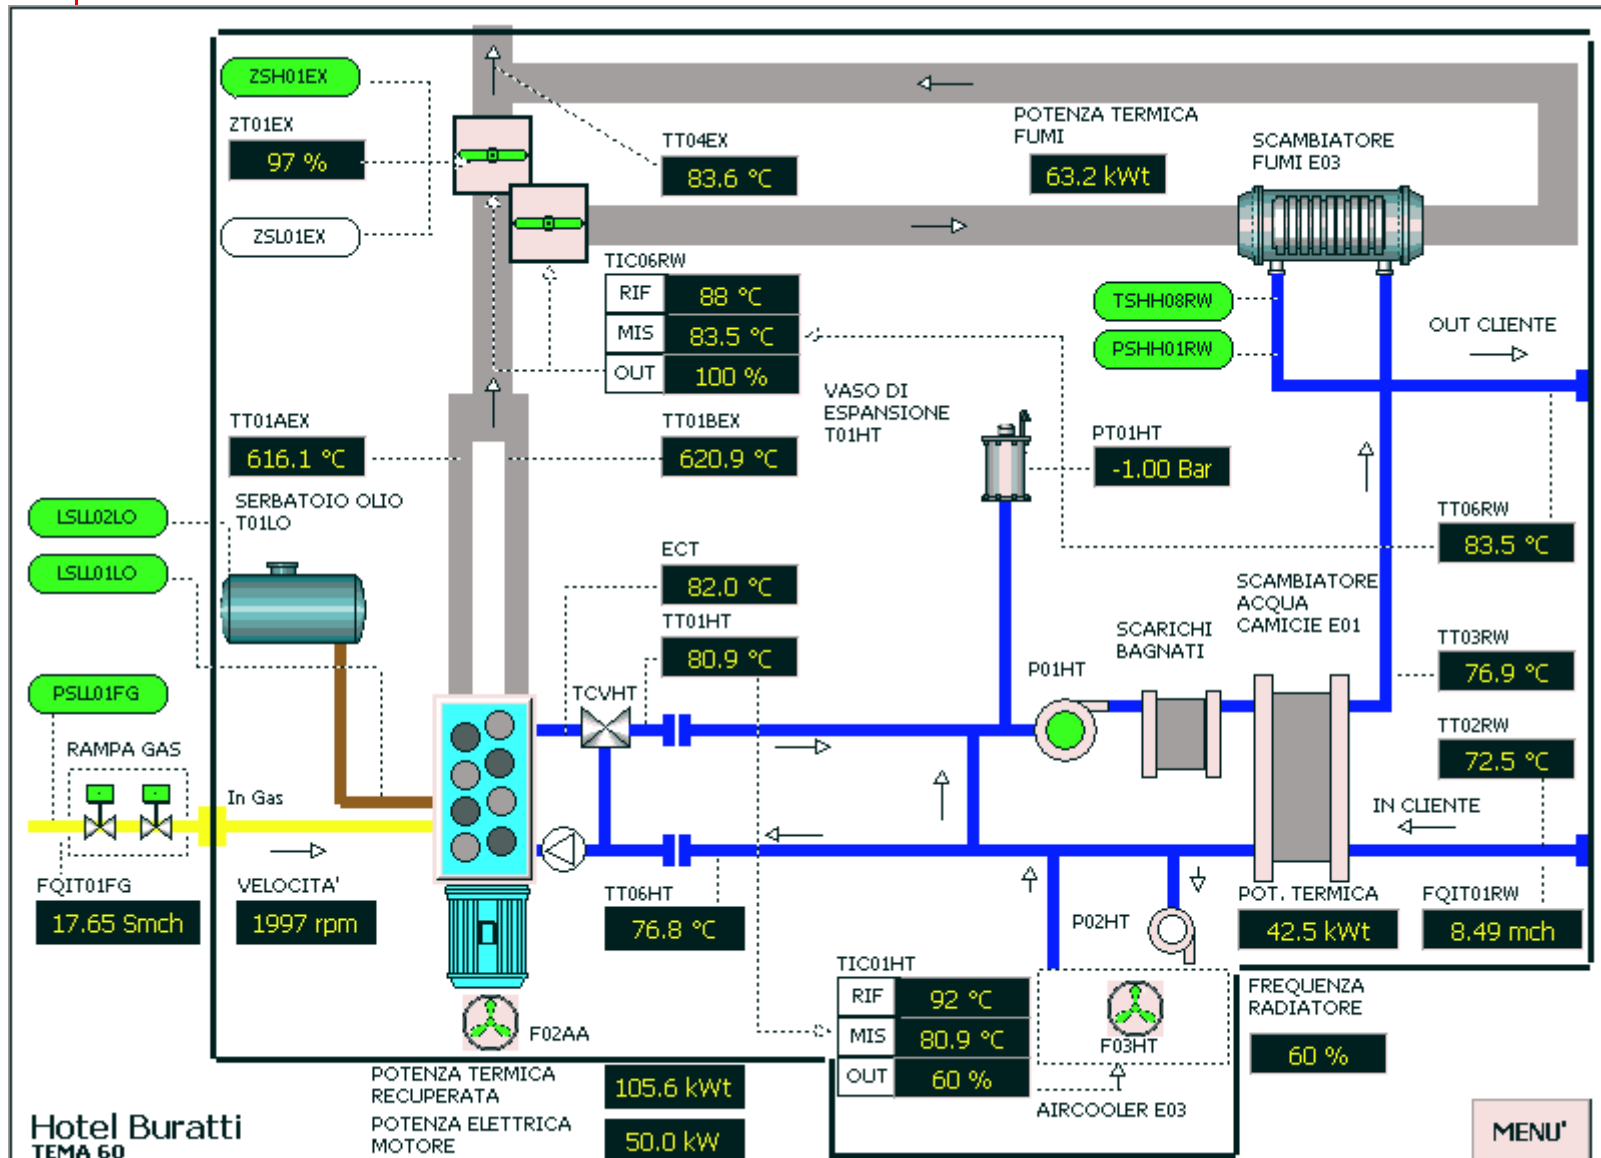 ZSH01EX
ZT01EX
97 %
ZSL01EX
TT04EX
83.6 °C
POTENZA TERMICA
FUMI
63.2 kWt
SCAMBIATORE
FUMI E03
TIC06RW
RIF 88 °C
MIS 83.5 °C
OUT 100 %
TSHH08RW
PSHH01RW
OUT CLIENTE
VASO DI
ESPANSIONE
T01HT
TT01AEX
616.1 °C
TT01BEX
620.9 °C
PT01HT
-1.00 Bar
SERBATOIO OLIO
T01LO
LSLL02LO
LSLL01LO
TT06RW
83.5 °C
ECT
82.0 °C
TT01HT
80.9 °C
SCAMBIATORE
ACQUA
CAMICIE E01
SCARICHI
BAGNATI
P01HT
TT03RW
76.9 °C
PSLL01FG
TCVHT
RAMPA GAS
In Gas
TT02RW
72.5 °C
IN CLIENTE
FQIT01FG
17.65 Smch
VELOCITA'
1997 rpm
TT06HT
76.8 °C
P02HT
POT. TERMICA
42.5 kWt
FQIT01RW
8.49 mch
TIC01HT
RIF 92 °C
MIS 80.9 °C
OUT 60 %
F03HT
AIRCOOLER E03
FREQUENZA
RADIATORE
60 %
F02AA
POTENZA TERMICA
RECUPERATA
105.6 kWt
POTENZA ELETTRICA
MOTORE
50.0 kW
Hotel Buratti
TEMA 60
MENU'